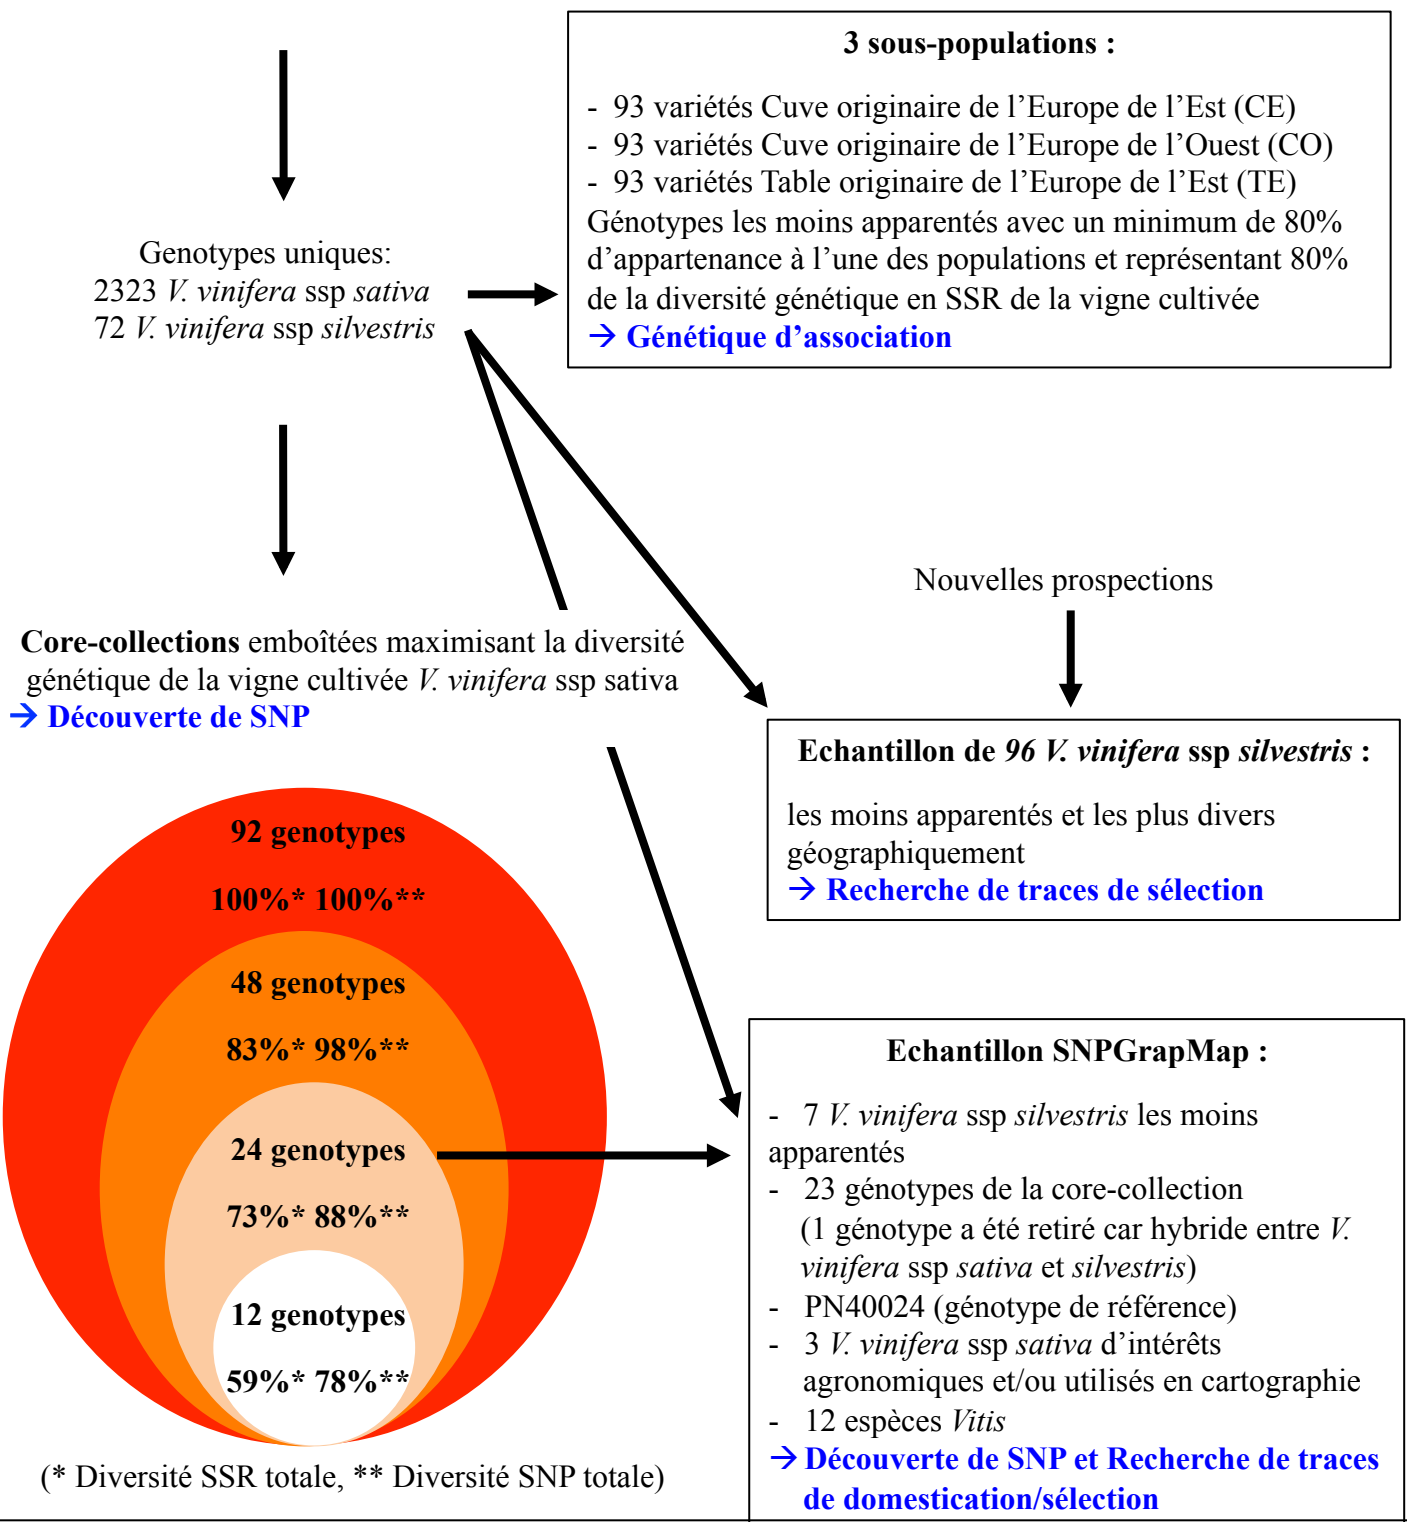 3 sous-populations :
- 93 variétés Cuve originaire de l’Europe de l’Est (CE)
- 93 variétés Cuve originaire de l’Europe de l’Ouest (CO)
- 93 variétés Table originaire de l’Europe de l’Est (TE)
Génotypes les moins apparentés avec un minimum de 80%
d’appartenance à l’une des populations et représentant 80%
de la diversité génétique en SSR de la vigne cultivée
→ Génétique d’association
Genotypes uniques:
2323 V. vinifera ssp sativa
72 V. vinifera ssp silvestris
Nouvelles prospections
Core-collections emboîtées maximisant la diversité
génétique de la vigne cultivée V. vinifera ssp sativa
→ Découverte de SNP
Echantillon de 96 V. vinifera ssp silvestris :
les moins apparentés et les plus divers
géographiquement
→ Recherche de traces de sélection
92 genotypes
100%* 100%**
48 genotypes
83%* 98%**
24 genotypes
73%* 88%**
12 genotypes
59%* 78%**
(* Diversité SSR totale, ** Diversité SNP totale)
Echantillon SNPGrapMap :
- 7 V. vinifera ssp silvestris les moins
apparentés
- 23 génotypes de la core-collection
(1 génotype a été retiré car hybride entre V.
vinifera ssp sativa et silvestris)
- PN40024 (génotype de référence)
- 3 V. vinifera ssp sativa d’intérêts
agronomiques et/ou utilisés en cartographie
- 12 espèces Vitis
→ Découverte de SNP et Recherche de traces
de domestication/sélection